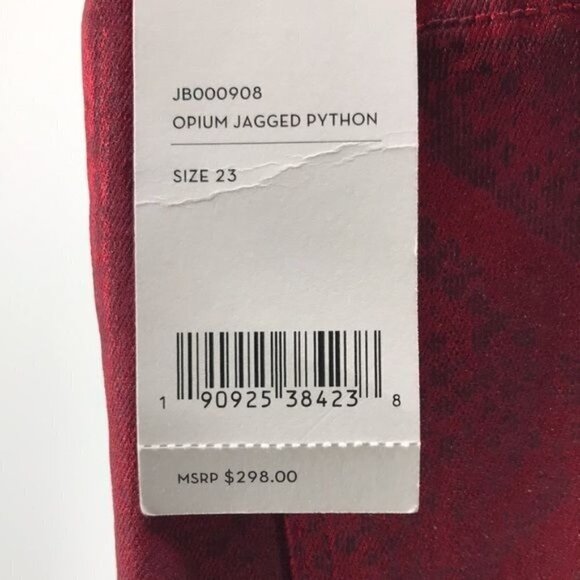 JB000908
OPIUM JAGGED PYTHON
SIZE 23
1 90925 38423 8
MSRP $298.00